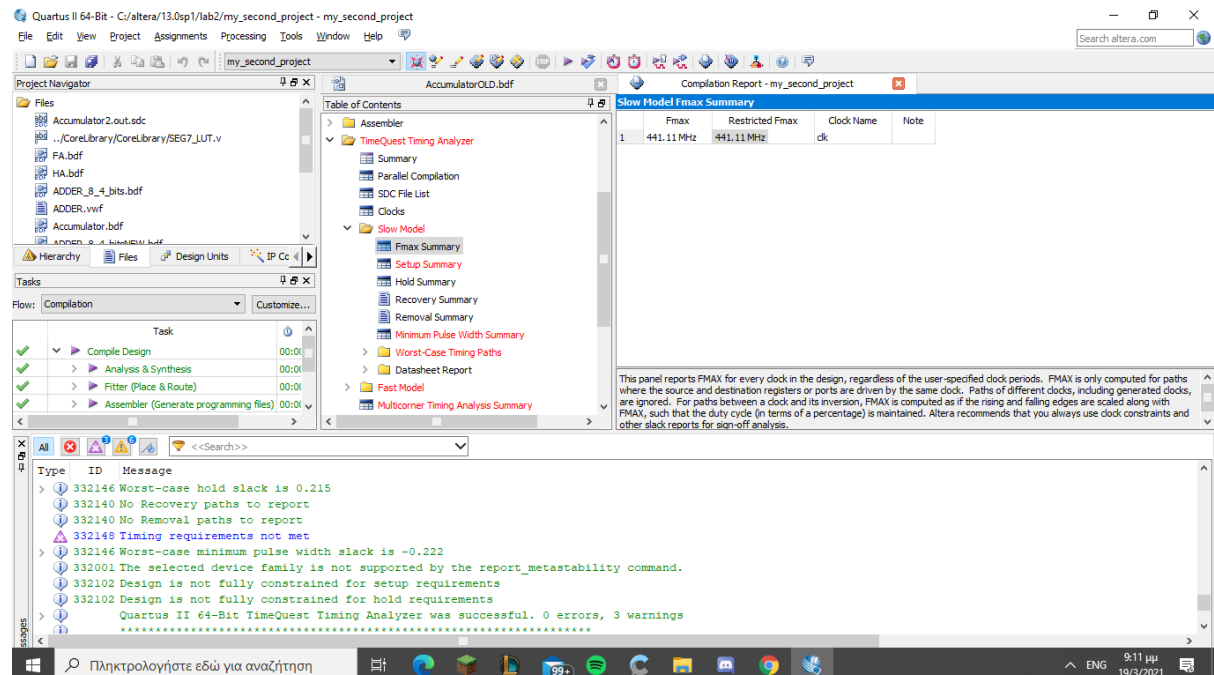 Quartus II 64-Bit - C:/altera/13.0sp1/lab2/my_second_project - my_second_project
File Edit View Project Assignments Processing Tools Window Help
Search altera.com
my_second_project
Project Navigator
Files
Accumulator2.out.sdc
../CoreLibrary/CoreLibrary/SEG7_LUT.v
FA.bdf
HA.bdf
ADDER_8_4_bits.bdf
ADDER.vwf
Accumulator.bdf
ADDER_8_4_bitsNEW.bdf
Hierarchy Files Design Units IP Cc
Tasks
Flow: Compilation Customize...
Task
Compile Design 00:0(
Analysis & Synthesis 00:0(
Fitter (Place & Route) 00:0(
Assembler (Generate programming files) 00:0(
AccumulatorOLD.bdf
Table of Contents
Assembler
TimeQuest Timing Analyzer
Summary
Parallel Compilation
SDC File List
Clocks
Slow Model
Fmax Summary
Setup Summary
Hold Summary
Recovery Summary
Removal Summary
Minimum Pulse Width Summary
Worst-Case Timing Paths
Datasheet Report
Fast Model
Multicorner Timing Analysis Summary
Compilation Report - my_second_project
Slow Model Fmax Summary
Fmax Restricted Fmax Clock Name Note
1 441.11 MHz 441.11 MHz clk
This panel reports FMAX for every clock in the design, regardless of the user-specified clock periods. FMAX is only computed for paths
where the source and destination registers or ports are driven by the same clock. Paths of different clocks, including generated clocks,
are ignored. For paths between a clock and its inversion, FMAX is computed as if the rising and falling edges are scaled along with
FMAX, such that the duty cycle (in terms of a percentage) is maintained. Altera recommends that you always use clock constraints and
other slack reports for sign-off analysis.
All 3 6 <<Search>>
Type ID Message
332146 Worst-case hold slack is 0.215
332140 No Recovery paths to report
332140 No Removal paths to report
332148 Timing requirements not met
332146 Worst-case minimum pulse width slack is -0.222
332001 The selected device family is not supported by the report_metastability command.
332102 Design is not fully constrained for setup requirements
332102 Design is not fully constrained for hold requirements
Quartus II 64-Bit TimeQuest Timing Analyzer was successful. 0 errors, 3 warnings
*******************************************************************
ssages
Πληκτρολογήστε εδώ για αναζήτηση
99+
ENG
9:11 μμ
19/3/2021